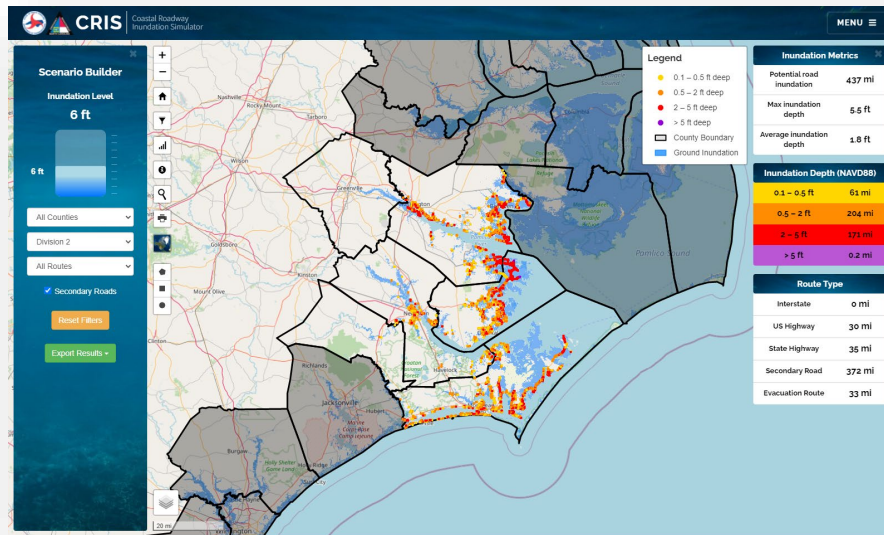 CRIS
Coastal Roadway
Inundation Simulator
MENU
Scenario Builder
Inundation Level
6 ft
6 ft
All Counties
Division 2
All Routes
Secondary Roads
Reset Filters
Export Results
Nashville
Rocky Mount
Tarboro
Wilson
Greenville
Goldsboro
Kinston
Mount Olive
Clinton
Richlands
Havelock
Jacksonville
Hubert
Burgaw
Holly Shelter
Game Land
Pamlico Sound
20 mi
Legend
0.1 – 0.5 ft deep
0.5 – 2 ft deep
2 – 5 ft deep
> 5 ft deep
County Boundary
Ground Inundation
Inundation Metrics
Potential road
inundation
437 mi
Max inundation
depth
5.5 ft
Average inundation
depth
1.8 ft
Inundation Depth (NAVD88)
0.1 – 0.5 ft
61 mi
0.5 – 2 ft
204 mi
2 – 5 ft
171 mi
> 5 ft
0.2 mi
Route Type
Interstate
0 mi
US Highway
30 mi
State Highway
35 mi
Secondary Road
372 mi
Evacuation Route
33 mi